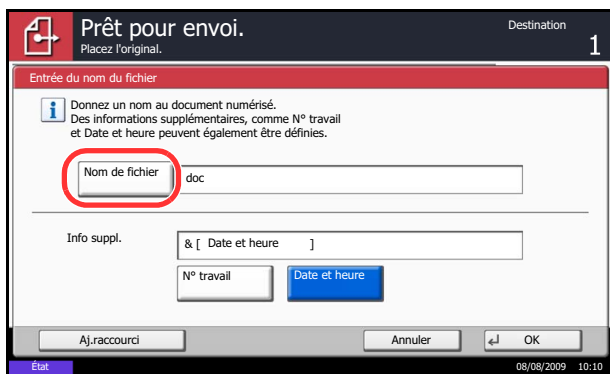 Prêt pour envoi.
Placez l'original.
Destination
1
Entrée du nom du fichier
Donnez un nom au document numérisé.
Des informations supplémentaires, comme N° travail
et Date et heure peuvent également être définies.
Nom de fichier
doc
Info suppl.
& [ Date et heure ]
N° travail
Date et heure
Aj.raccourci
Annuler
OK
État
08/08/2009 10:10